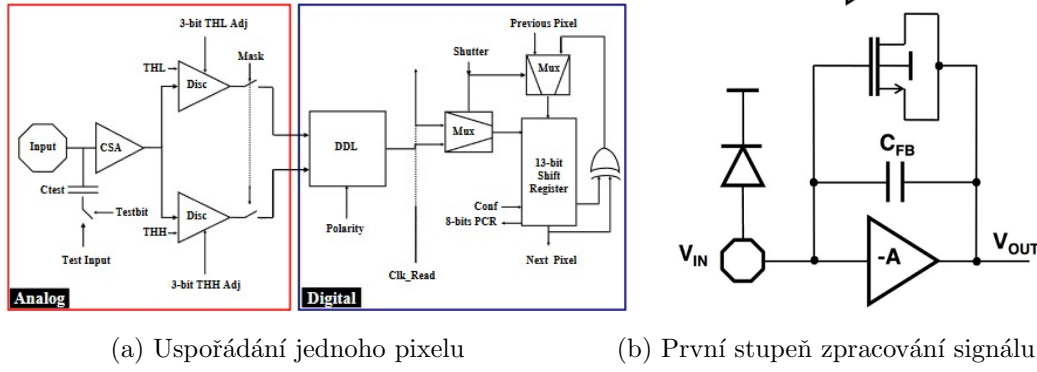 3-bit THL Adj
Previous Pixel
Shutter
Mask
THL
Disc
Mux
Mux
Input
CSA
DDL
13-bit
Shift
Register
Ctest
Disc
Testbit
THH
Conf
8-bits PCR
Polarity
Test Input
Next Pixel
3-bit THH Adj
Clk_Read
Analog
Digital
C_FB
V_IN
-A
V_OUT
(a) Uspořádání jednoho pixelu
(b) První stupeň zpracování signálu